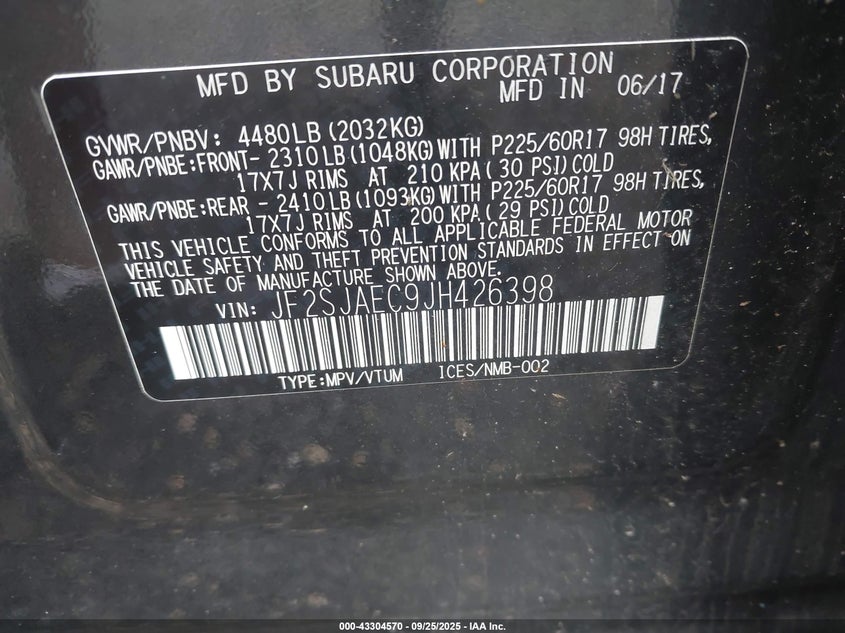 MFD BY SUBARU CORPORATION
MFD IN 06/17
GVWR/PNBV: 4480LB(2032KG)
GAWR/PNBE:FRONT- 2310LB(1048KG)WITH P225/60R17 98H TIRES,
17X7J RIMS AT 210 KPA(30 PSI)COLD
GAWR/PNBE:REAR - 2410LB(1093KG)WITH P225/60R17 98H TIRES,
17X7J RIMS AT 200 KPA(29 PSI)COLD
THIS VEHICLE CONFORMS TO ALL APPLICABLE FEDERAL MOTOR
VEHICLE SAFETY AND THEFT PREVENTION STANDARDS IN EFFECT ON
THE DATE OF MANUFACTURE SHOWN ABOVE.
VIN: JF2SJAEC9JH426398
TYPE:MPV/VTUM ICES/NMB-002
000-43304570 - 09/25/2025 - IAA Inc.